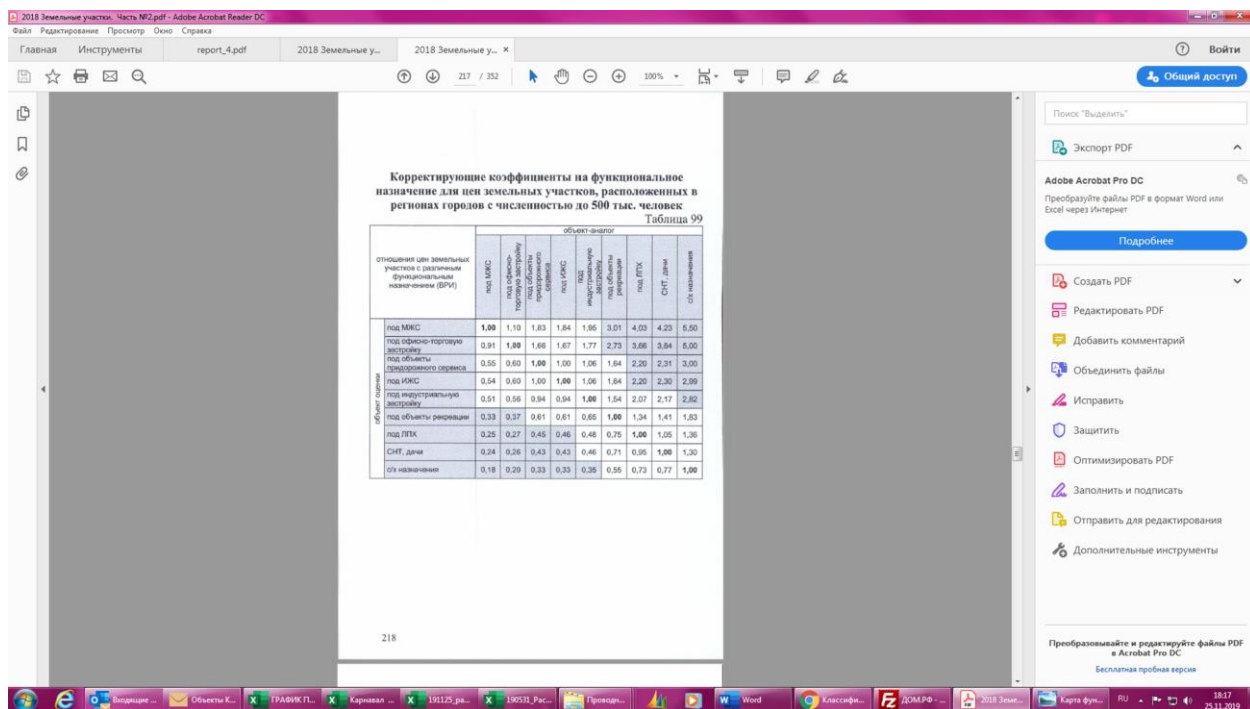 2018 Земельные участки. Часть №2.pdf - Adobe Acrobat Reader DC
Файл Редактирование Просмотр Окно Справка
Главная Инструменты report_4.pdf 2018 Земельные у... 2018 Земельные у... ×
Войти
217 / 352 100%
Общий доступ
Корректирующие коэффициенты на функциональное
назначение для цен земельных участков, расположенных в
регионах городов с численностью до 500 тыс. человек
Таблица 99
объект-аналог
отношения цен земельных
участков с различным
функциональным
назначением (ВРИ)
под МЖС
под офисно-
торговую застройку
под объекты
придорожного
сервиса
под ИЖС
под
индустриальную
застройку
под объекты
рекреации
под ЛПХ
СНТ, дачи
с/х назначения
объект оценки
под МЖС 1,00 1,10 1,83 1,84 1,95 3,01 4,03 4,23 5,50
под офисно-торговую
застройку 0,91 1,00 1,66 1,67 1,77 2,73 3,66 3,84 5,00
под объекты
придорожного сервиса 0,55 0,60 1,00 1,00 1,06 1,64 2,20 2,31 3,00
под ИЖС 0,54 0,60 1,00 1,00 1,06 1,64 2,20 2,30 2,99
под индустриальную
застройку 0,51 0,56 0,94 0,94 1,00 1,54 2,07 2,17 2,82
под объекты рекреации 0,33 0,37 0,61 0,61 0,65 1,00 1,34 1,41 1,83
под ЛПХ 0,25 0,27 0,45 0,46 0,48 0,75 1,00 1,05 1,36
СНТ, дачи 0,24 0,26 0,43 0,43 0,46 0,71 0,95 1,00 1,30
с/х назначения 0,18 0,20 0,33 0,33 0,35 0,55 0,73 0,77 1,00
218
Поиск "Выделить"
Экспорт PDF
Adobe Acrobat Pro DC
Преобразуйте файлы PDF в формат Word или
Excel через Интернет
Подробнее
Создать PDF
Редактировать PDF
Добавить комментарий
Объединить файлы
Исправить
Защитить
Оптимизировать PDF
Заполнить и подписать
Отправить для редактирования
Дополнительные инструменты
Преобразовывайте и редактируйте файлы PDF
в Acrobat Pro DC
Бесплатная пробная версия
Входящие ... Объекты К... ГРАФИК П... Карнавал ... 191125_ра... 190531_Рас... Проводн... Word Классифи... ДОМ.РФ - ... 2018 Земе... Карта фун... RU 18:17
25.11.2019